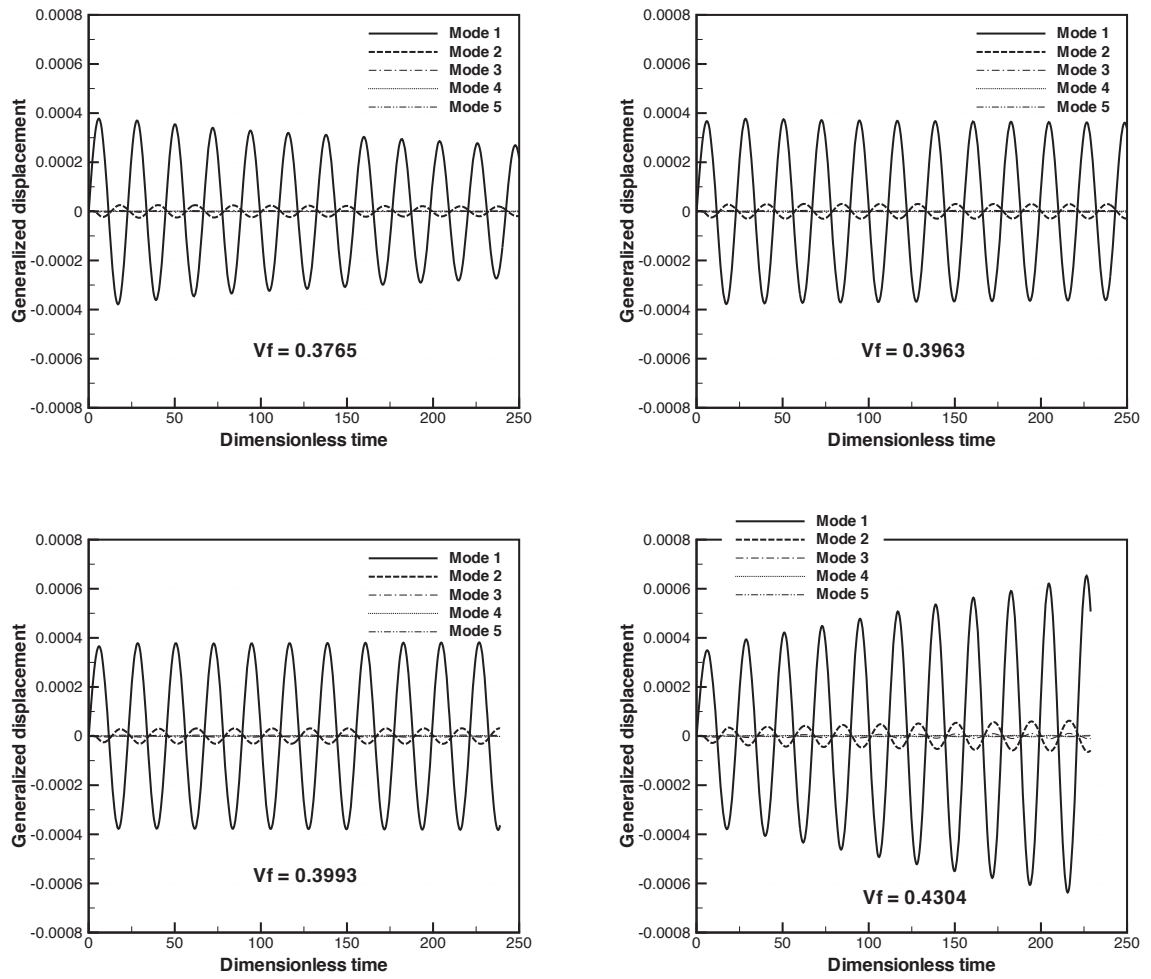 Generalized displacement
0.0008
0.0006
0.0004
0.0002
0
-0.0002
-0.0004
-0.0006
-0.0008
Mode 1
Mode 2
Mode 3
Mode 4
Mode 5
Vf = 0.3765
0 50 100 150 200 250
Dimensionless time
Generalized displacement
0.0008
0.0006
0.0004
0.0002
0
-0.0002
-0.0004
-0.0006
-0.0008
Mode 1
Mode 2
Mode 3
Mode 4
Mode 5
Vf = 0.3963
0 50 100 150 200 250
Dimensionless time
Generalized displacement
0.0008
0.0006
0.0004
0.0002
0
-0.0002
-0.0004
-0.0006
-0.0008
Mode 1
Mode 2
Mode 3
Mode 4
Mode 5
Vf = 0.3993
0 50 100 150 200 250
Dimensionless time
Generalized displacement
0.0008
0.0006
0.0004
0.0002
0
-0.0002
-0.0004
-0.0006
-0.0008
Mode 1
Mode 2
Mode 3
Mode 4
Mode 5
Vf = 0.4304
0 50 100 150 200 250
Dimensionless time